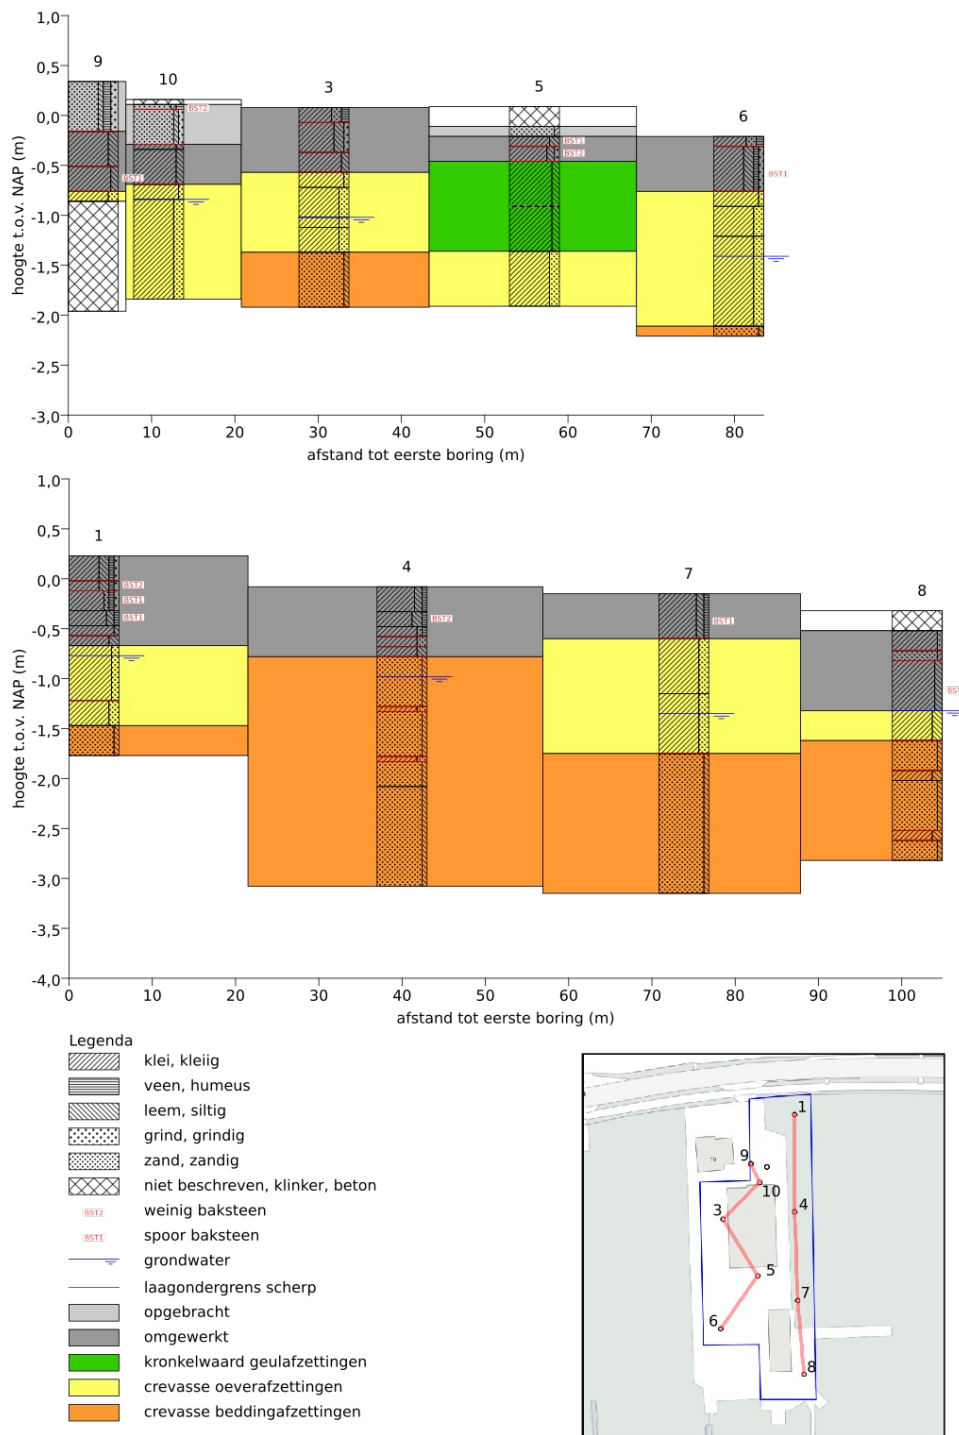 1,0
0,5
0,0
-0,5
-1,0
-1,5
-2,0
-2,5
-3,0
hoogte t.o.v. NAP (m)
9
10
3
5
6
BST2
BST1
BST1
BST2
BST1
0 10 20 30 40 50 60 70 80
afstand tot eerste boring (m)
1,0
0,5
0,0
-0,5
-1,0
-1,5
-2,0
-2,5
-3,0
-3,5
-4,0
hoogte t.o.v. NAP (m)
1
4
7
8
BST2
BST1
BST1
BST2
BST1
BST
0 10 20 30 40 50 60 70 80 90 100
afstand tot eerste boring (m)
Legenda
klei, kleiig
veen, humeus
leem, siltig
grind, grindig
zand, zandig
niet beschreven, klinker, beton
BST2 weinig baksteen
BST1 spoor baksteen
grondwater
laagondergrens scherp
opgebracht
omgewerkt
kronkelwaard geulafzettingen
crevasse oeverafzettingen
crevasse beddingafzettingen
1
9
10
4
3
5
7
6
8